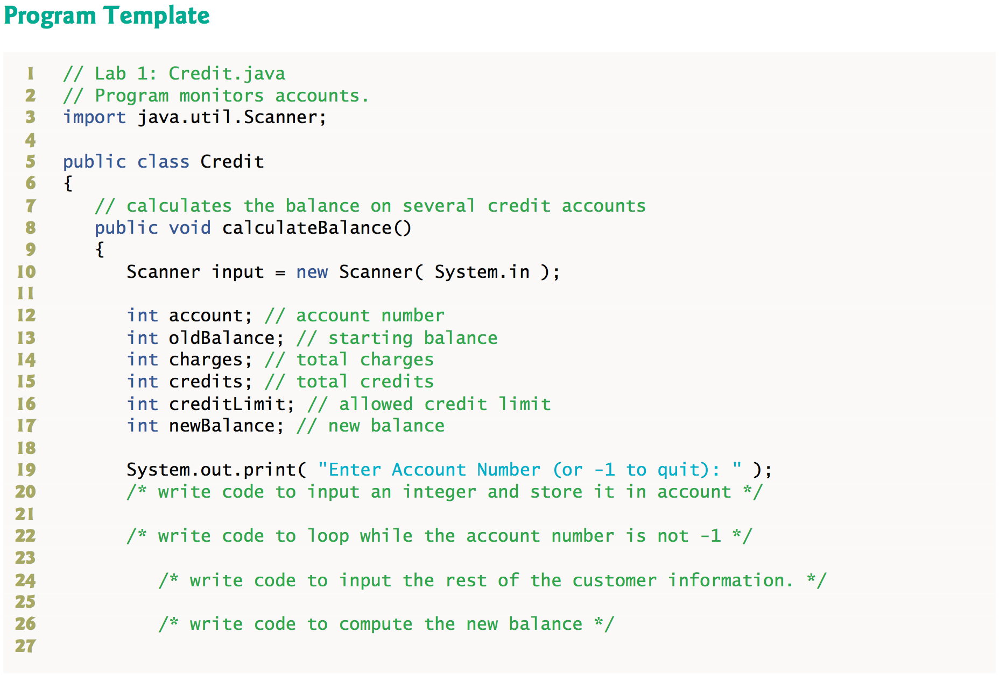 Program Template
1 // Lab 1: Credit.java
2 // Program monitors accounts.
3 import java.util.Scanner;
4
5 public class Credit
6 {
7 // calculates the balance on several credit accounts
8 public void calculateBalance()
9 {
10 Scanner input = new Scanner( System.in );
11
12 int account; // account number
13 int oldBalance; // starting balance
14 int charges; // total charges
15 int credits; // total credits
16 int creditLimit; // allowed credit limit
17 int newBalance; // new balance
18
19 System.out.print( "Enter Account Number (or -1 to quit): " );
20 /* write code to input an integer and store it in account */
21
22 /* write code to loop while the account number is not -1 */
23
24 /* write code to input the rest of the customer information. */
25
26 /* write code to compute the new balance */
27